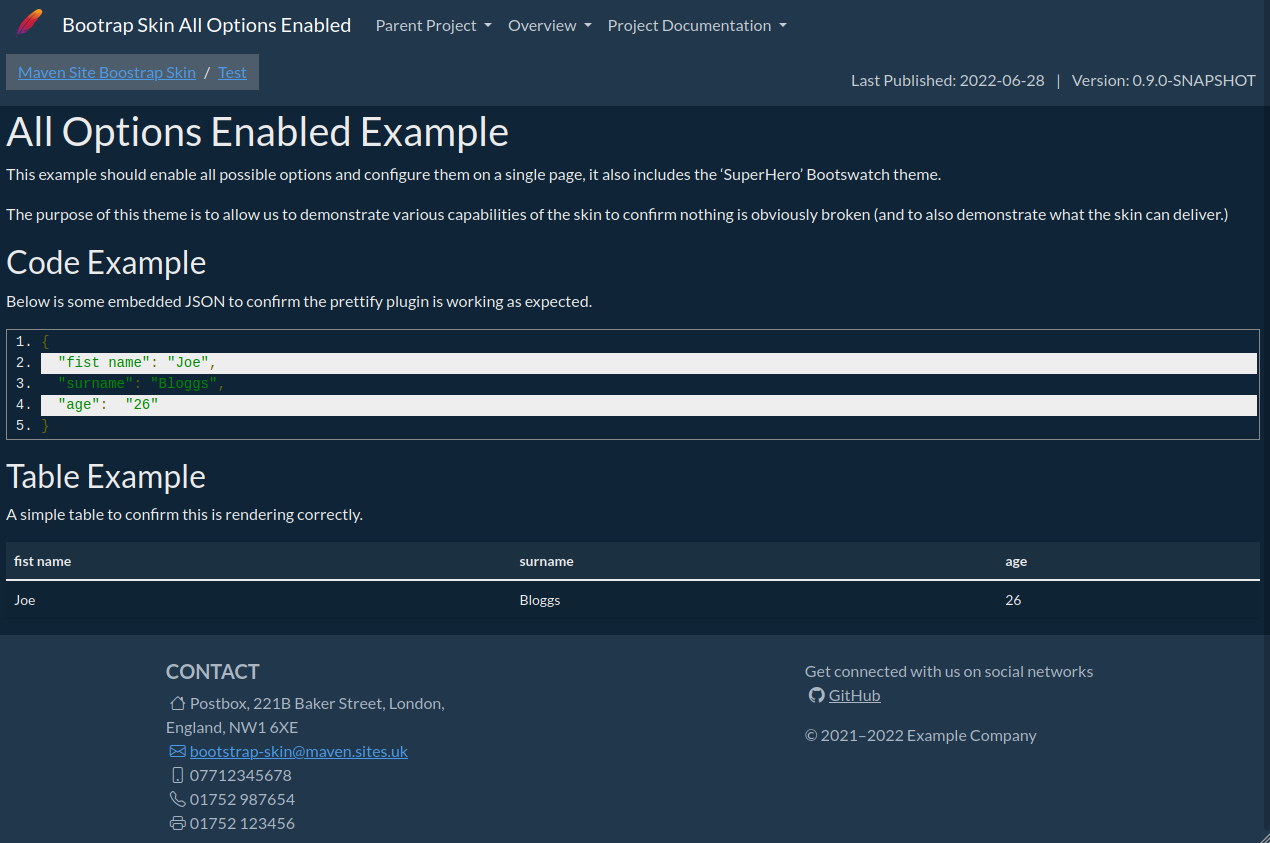 Bootrap Skin All Options Enabled Parent Project Overview Project Documentation
Maven Site Boostrap Skin / Test
Last Published: 2022-06-28 | Version: 0.9.0-SNAPSHOT
All Options Enabled Example
This example should enable all possible options and configure them on a single page, it also includes the ‘SuperHero’ Bootswatch theme.
The purpose of this theme is to allow us to demonstrate various capabilities of the skin to confirm nothing is obviously broken (and to also demonstrate what the skin can deliver.)
Code Example
Below is some embedded JSON to confirm the prettify plugin is working as expected.
1. {
2.   "fist name": "Joe",
3.   "surname": "Bloggs",
4.   "age":  "26"
5. }
Table Example
A simple table to confirm this is rendering correctly.
fist name surname age
Joe Bloggs 26
CONTACT
Postbox, 221B Baker Street, London,
England, NW1 6XE
bootstrap-skin@maven.sites.uk
07712345678
01752 987654
01752 123456
Get connected with us on social networks
GitHub
© 2021–2022 Example Company